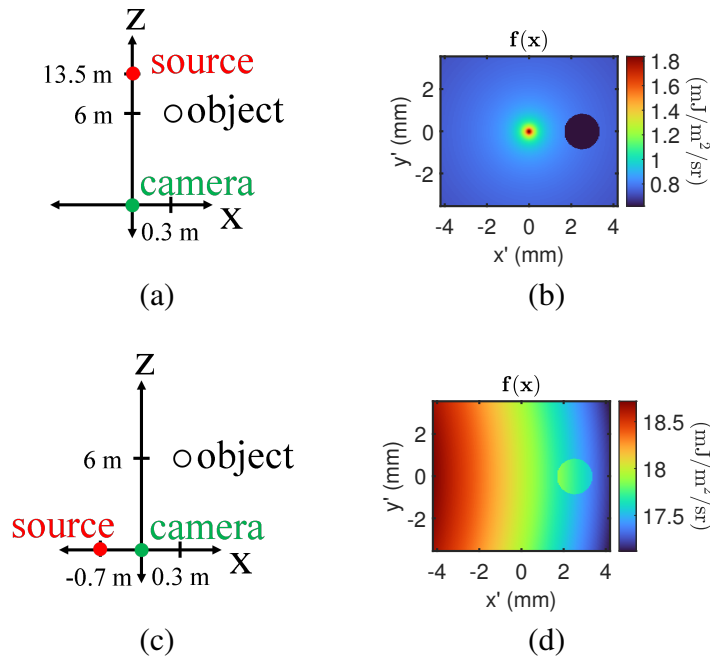 Z
13.5 m
source
6 m
object
camera
X
0.3 m
(a)
f(x)
2
0
-2
y' (mm)
-4
-2
0
2
4
x' (mm)
1.8
1.6
1.4
1.2
1
0.8
(mJ/m²/sr)
(b)
Z
6 m
object
source
camera
X
-0.7 m
0.3 m
(c)
f(x)
2
0
-2
y' (mm)
-4
-2
0
2
4
x' (mm)
18.5
18
17.5
(mJ/m²/sr)
(d)